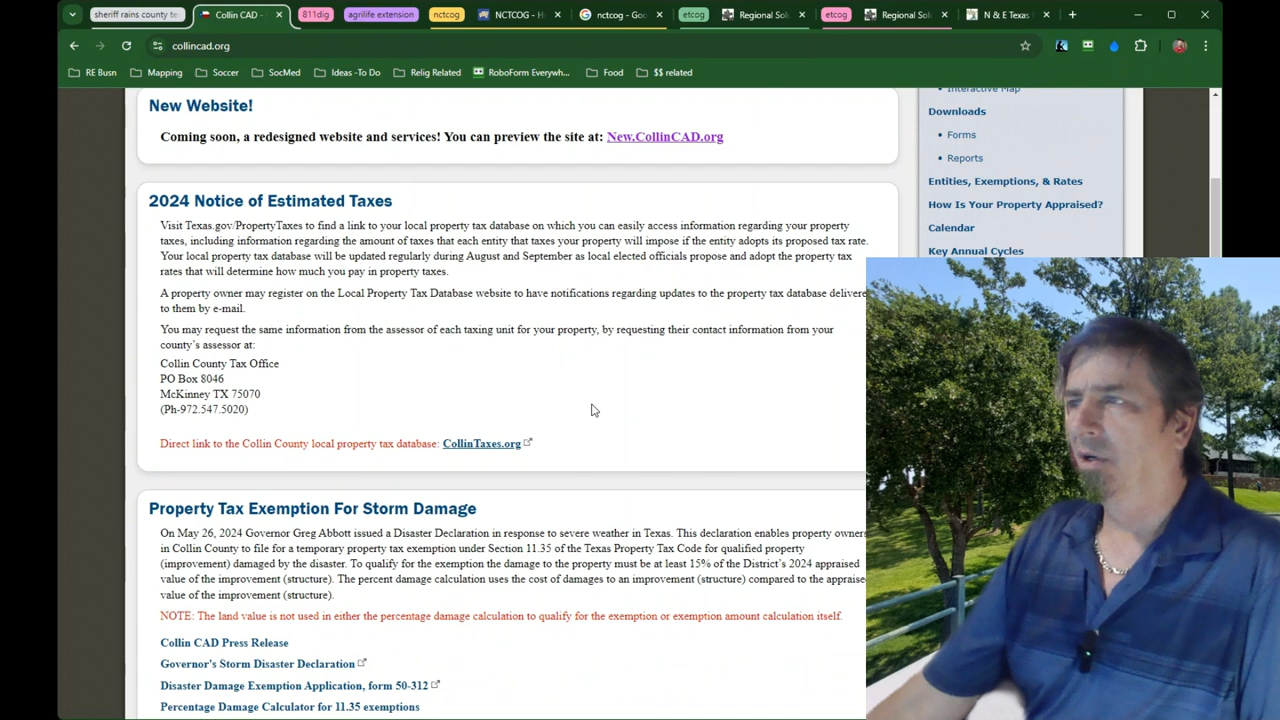 sheriff rains county te
Collin CAD -
811dig
agrilife extension
nctcog
NCTCOG - H
nctcog - Goo
etcog
Regional Sol
etcog
Regional Sol
N & E Texas
collincad.org
RE Busn
Mapping
Soccer
SocMed
Ideas -To Do
Relig Related
RoboForm Everywh...
Food
$$ related
New Website!
Coming soon, a redesigned website and services! You can preview the site at: New.CollinCAD.org
2024 Notice of Estimated Taxes
Visit Texas.gov/PropertyTaxes to find a link to your local property tax database on which you can easily access information regarding your property
taxes, including information regarding the amount of taxes that each entity that taxes your property will impose if the entity adopts its proposed tax rate.
Your local property tax database will be updated regularly during August and September as local elected officials propose and adopt the property tax
rates that will determine how much you pay in property taxes.
A property owner may register on the Local Property Tax Database website to have notifications regarding updates to the property tax database delivere
to them by e-mail.
You may request the same information from the assessor of each taxing unit for your property, by requesting their contact information from your
county's assessor at:
Collin County Tax Office
PO Box 8046
McKinney TX 75070
(Ph-972.547.5020)
Direct link to the Collin County local property tax database: CollinTaxes.org
Property Tax Exemption For Storm Damage
On May 26, 2024 Governor Greg Abbott issued a Disaster Declaration in response to severe weather in Texas. This declaration enables property owners
in Collin County to file for a temporary property tax exemption under Section 11.35 of the Texas Property Tax Code for qualified property
(improvement) damaged by the disaster. To qualify for the exemption the damage to the property must be at least 15% of the District's 2024 appraised
value of the improvement (structure). The percent damage calculation uses the cost of damages to an improvement (structure) compared to the appraise
value of the improvement (structure).
NOTE: The land value is not used in either the percentage damage calculation to qualify for the exemption or exemption amount calculation itself.
Collin CAD Press Release
Governor's Storm Disaster Declaration
Disaster Damage Exemption Application, form 50-312
Percentage Damage Calculator for 11.35 exemptions
Interactive Map
Downloads
• Forms
• Reports
Entities, Exemptions, & Rates
How Is Your Property Appraised?
Calendar
Key Annual Cycles